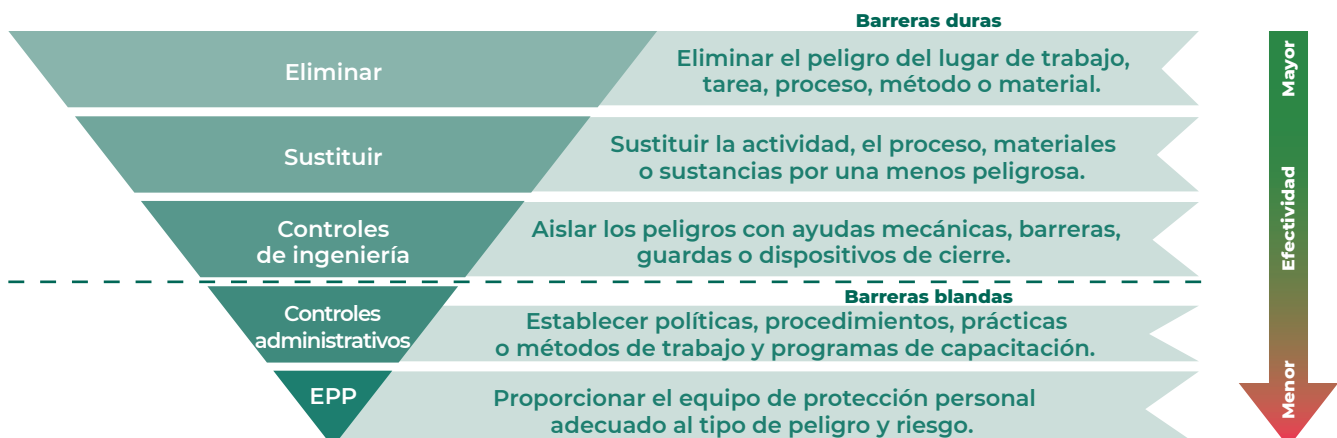 Barreras duras
Eliminar
Eliminar el peligro del lugar de trabajo,
tarea, proceso, método o material.
Sustituir
Sustituir la actividad, el proceso, materiales
o sustancias por una menos peligrosa.
Controles
de ingeniería
Aislar los peligros con ayudas mecánicas, barreras,
guardas o dispositivos de cierre.
Barreras blandas
Controles
administrativos
Establecer políticas, procedimientos, prácticas
o métodos de trabajo y programas de capacitación.
EPP
Proporcionar el equipo de protección personal
adecuado al tipo de peligro y riesgo.
Mayor
Efectividad
Menor